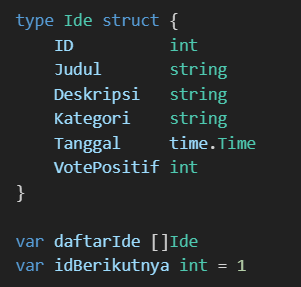 type Ide struct {
    ID          int
    Judul       string
    Deskripsi   string
    Kategori    string
    Tanggal     time.Time
    VotePositif int
}

var daftarIde []Ide
var idBerikutnya int = 1